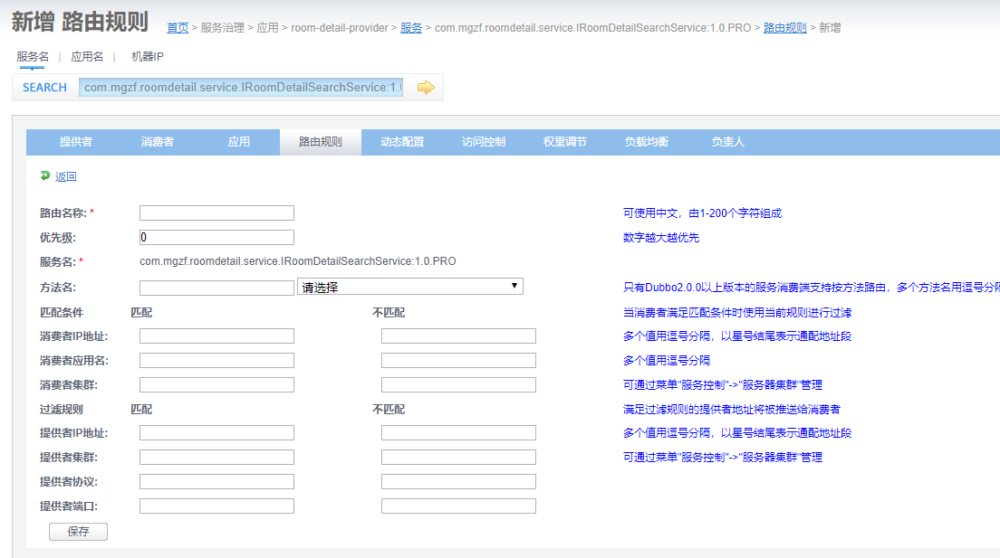 新增 路由规则 首页 > 服务治理 > 应用 > room-detail-provider > 服务 > com.mgzf.roomdetail.service.IRoomDetailSearchService:1.0.PRO > 路由规则 > 新增
服务名 | 应用名 | 机器IP
SEARCH com.mgzf.roomdetail.service.IRoomDetailSearchService:1.
提供者 消费者 应用 路由规则 动态配置 访问控制 权重调节 负载均衡 负责人
返回
路由名称: * 可使用中文，由1-200个字符组成
优先级: 0 数字越大越优先
服务名: * com.mgzf.roomdetail.service.IRoomDetailSearchService:1.0.PRO
方法名: 请选择 只有Dubbo2.0.0以上版本的服务消费端支持按方法路由，多个方法名用逗号分隔
匹配条件 匹配 不匹配 当消费者满足匹配条件时使用当前规则进行过滤
消费者IP地址: 多个值用逗号分隔，以星号结尾表示通配地址段
消费者应用名: 多个值用逗号分隔
消费者集群: 可通过菜单"服务控制"->"服务器集群"管理
过滤规则 匹配 不匹配 满足过滤规则的提供者地址将被推送给消费者
提供者IP地址: 多个值用逗号分隔，以星号结尾表示通配地址段
提供者集群: 可通过菜单"服务控制"->"服务器集群"管理
提供者协议:
提供者端口:
保存